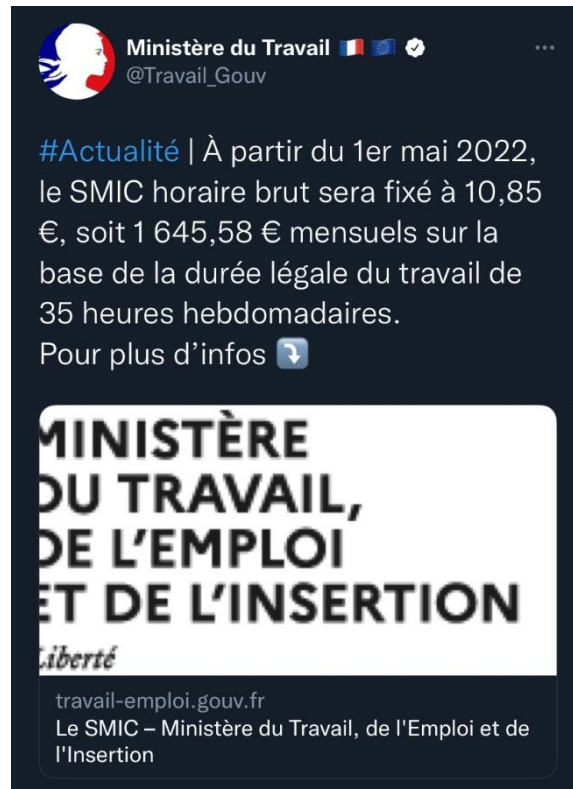 Ministère du Travail 🇫🇷 🇪🇺
@Travail_Gouv
#Actualité | À partir du 1er mai 2022,
le SMIC horaire brut sera fixé à 10,85
€, soit 1 645,58 € mensuels sur la
base de la durée légale du travail de
35 heures hebdomadaires.
Pour plus d’infos ⤵️
MINISTÈRE
DU TRAVAIL,
DE L’EMPLOI
ET DE L’INSERTION
Liberté
travail-emploi.gouv.fr
Le SMIC – Ministère du Travail, de l'Emploi et de
l'Insertion